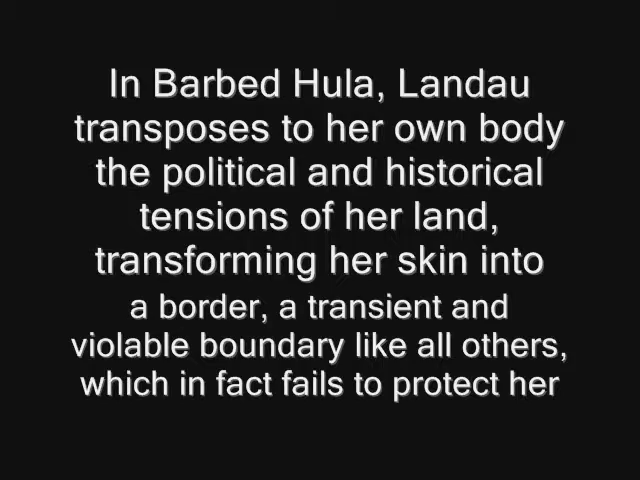 In Barbed Hula, Landau
transposes to her own body
the political and historical
tensions of her land,
transforming her skin into
a border, a transient and
violable boundary like all others,
which in fact fails to protect her